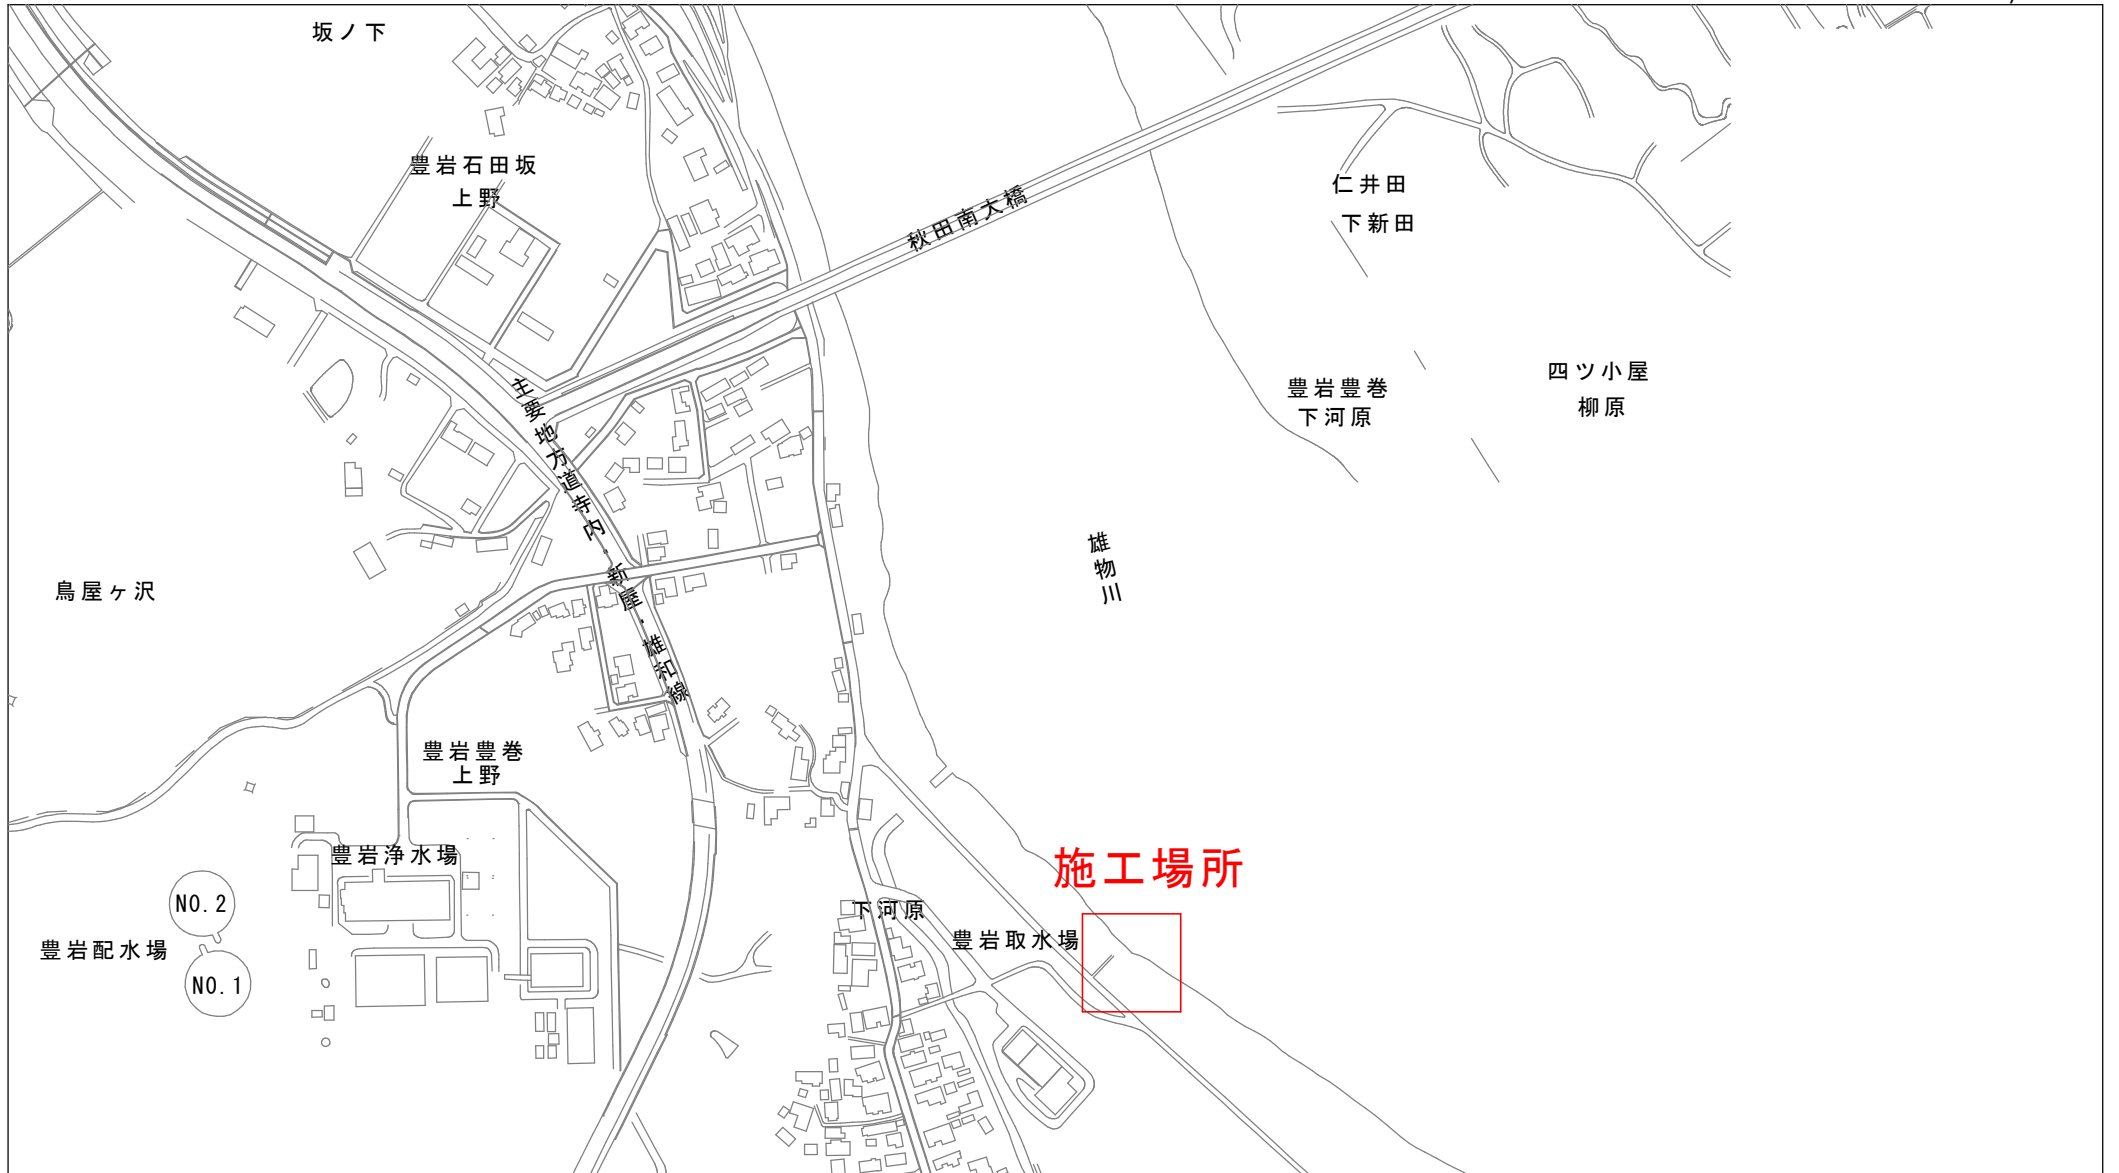 坂ノ下
豊岩石田坂
上野
秋田南大橋
仁井田
下新田
四ツ小屋
柳原
豊岩豊巻
下河原
主要地方道寺内・新屋・雄和線
雄物川
鳥屋ヶ沢
豊岩豊巻
上野
豊岩浄水場
施工場所
NO.2
下河原
豊岩取水場
豊岩配水場
NO.1